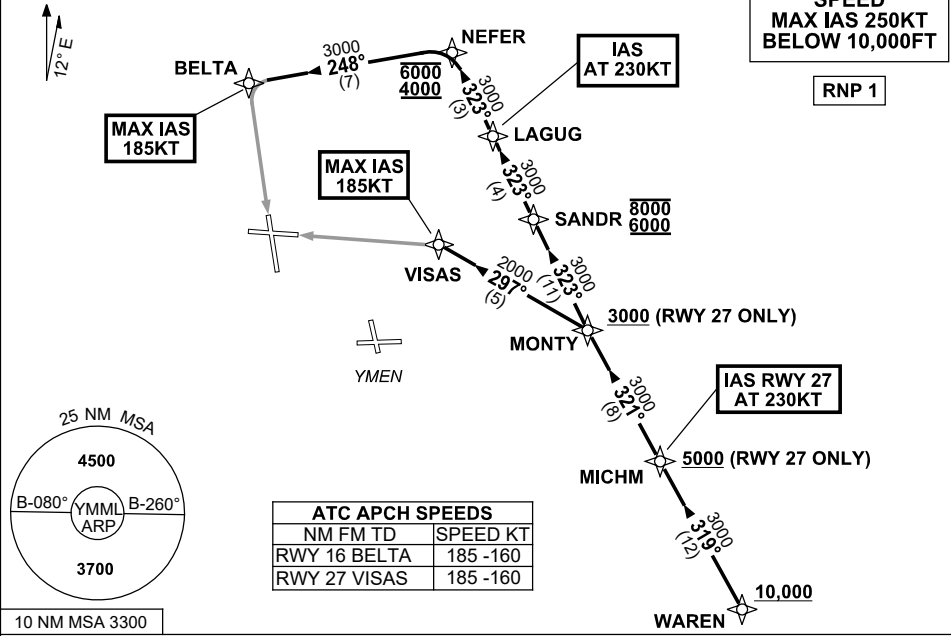 SPEED
MAX IAS 250KT
BELOW 10,000FT
RNP 1
12° E
NEFER
3000
248°
(7)
BELTA
6000
4000
IAS
AT 230KT
3000
323°
(3)
LAGUG
MAX IAS
185KT
MAX IAS
185KT
3000
323°
(4)
SANDR
8000
6000
VISAS
2000
297°
(5)
3000
323°
(11)
3000 (RWY 27 ONLY)
MONTY
YMEN
IAS RWY 27
AT 230KT
3000
321°
(8)
25 NM MSA
4500
B-080°
YMML
ARP
B-260°
3700
10 NM MSA 3300
MICHM
5000 (RWY 27 ONLY)
ATC APCH SPEEDS
NM FM TD SPEED KT
RWY 16 BELTA 185 -160
RWY 27 VISAS 185 -160
3000
319°
(12)
10,000
WAREN